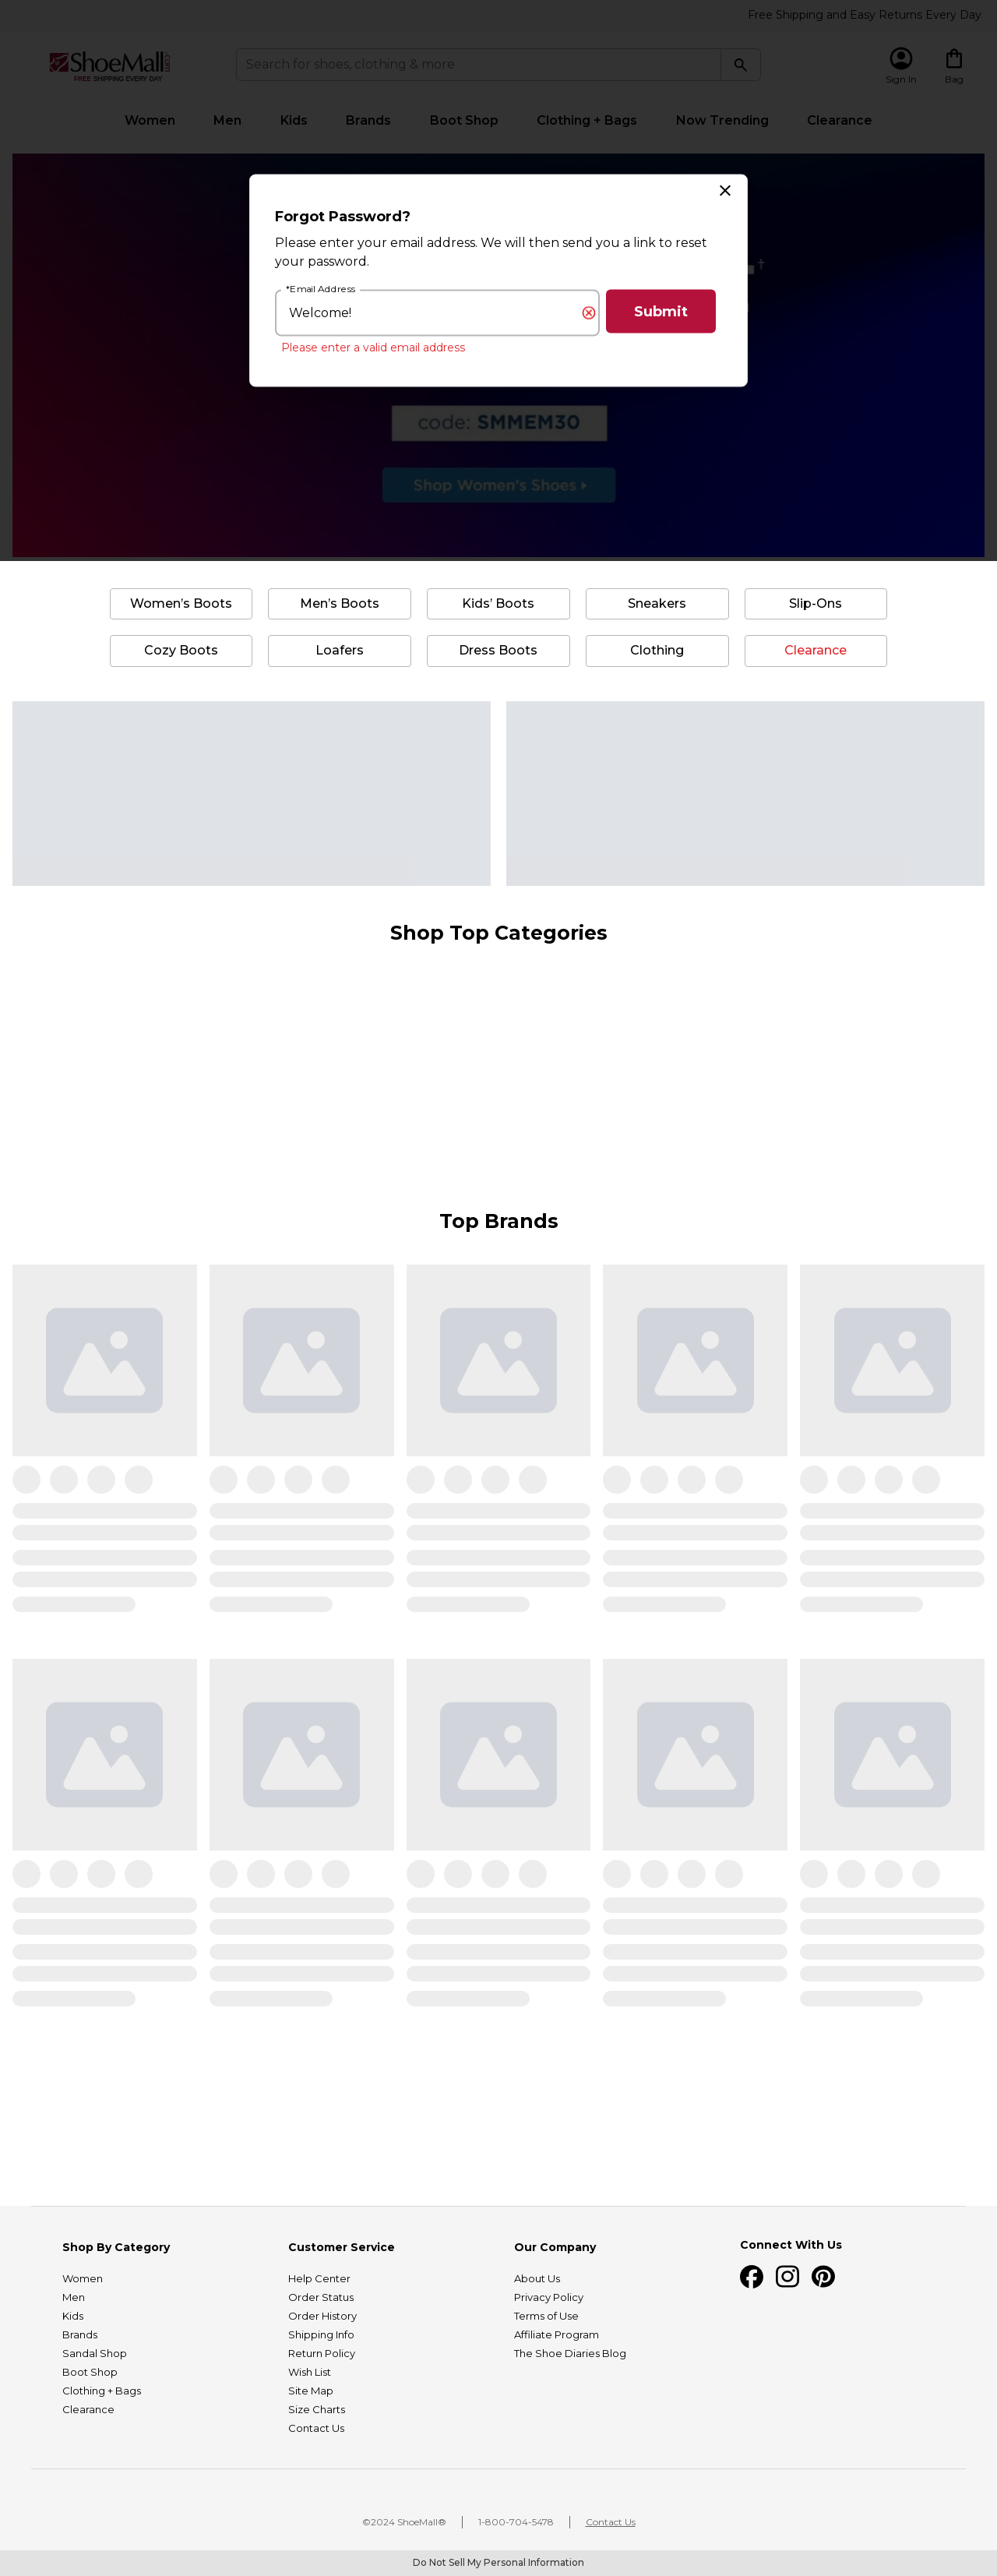 Free Shipping and Easy Returns Every Day
ShoeMall.com
FREE SHIPPING EVERY DAY
Search for shoes, clothing & more
Sign In
Bag
Women Men Kids Brands Boot Shop Clothing + Bags Now Trending Clearance
Forgot Password?
Please enter your email address. We will then send you a link to reset
your password.
*Email Address
Welcome!
Submit
Please enter a valid email address
†
code: SMMEM30
Shop Women's Shoes
Women’s Boots Men’s Boots Kids’ Boots Sneakers Slip-Ons
Cozy Boots Loafers Dress Boots Clothing Clearance
Shop Top Categories
Top Brands
Shop By Category
Women
Men
Kids
Brands
Sandal Shop
Boot Shop
Clothing + Bags
Clearance
Customer Service
Help Center
Order Status
Order History
Shipping Info
Return Policy
Wish List
Site Map
Size Charts
Contact Us
Our Company
About Us
Privacy Policy
Terms of Use
Affiliate Program
The Shoe Diaries Blog
Connect With Us
©2024 ShoeMall® 1-800-704-5478 Contact Us
Do Not Sell My Personal Information